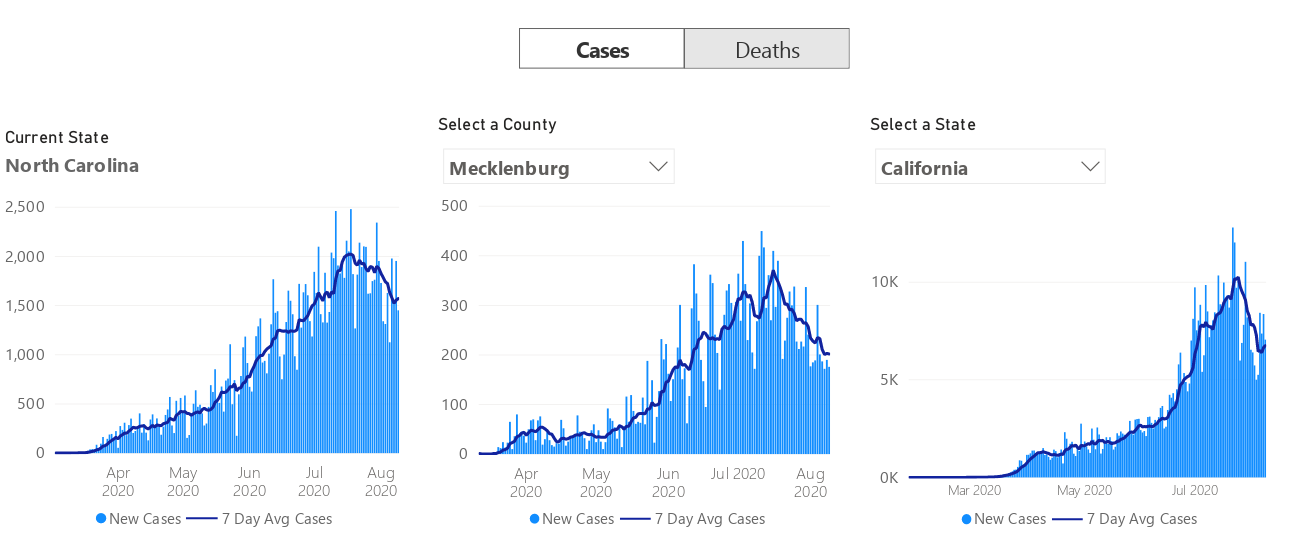 Cases Deaths
Current State
North Carolina
2,500
2,000
1,500
1,000
500
0
Apr 2020
May 2020
Jun 2020
Jul 2020
Aug 2020
New Cases 7 Day Avg Cases
Select a County
Mecklenburg
500
400
300
200
100
0
Apr 2020
May 2020
Jun 2020
Jul 2020
Aug 2020
New Cases 7 Day Avg Cases
Select a State
California
10K
5K
0K
Mar 2020 May 2020 Jul 2020
New Cases 7 Day Avg Cases